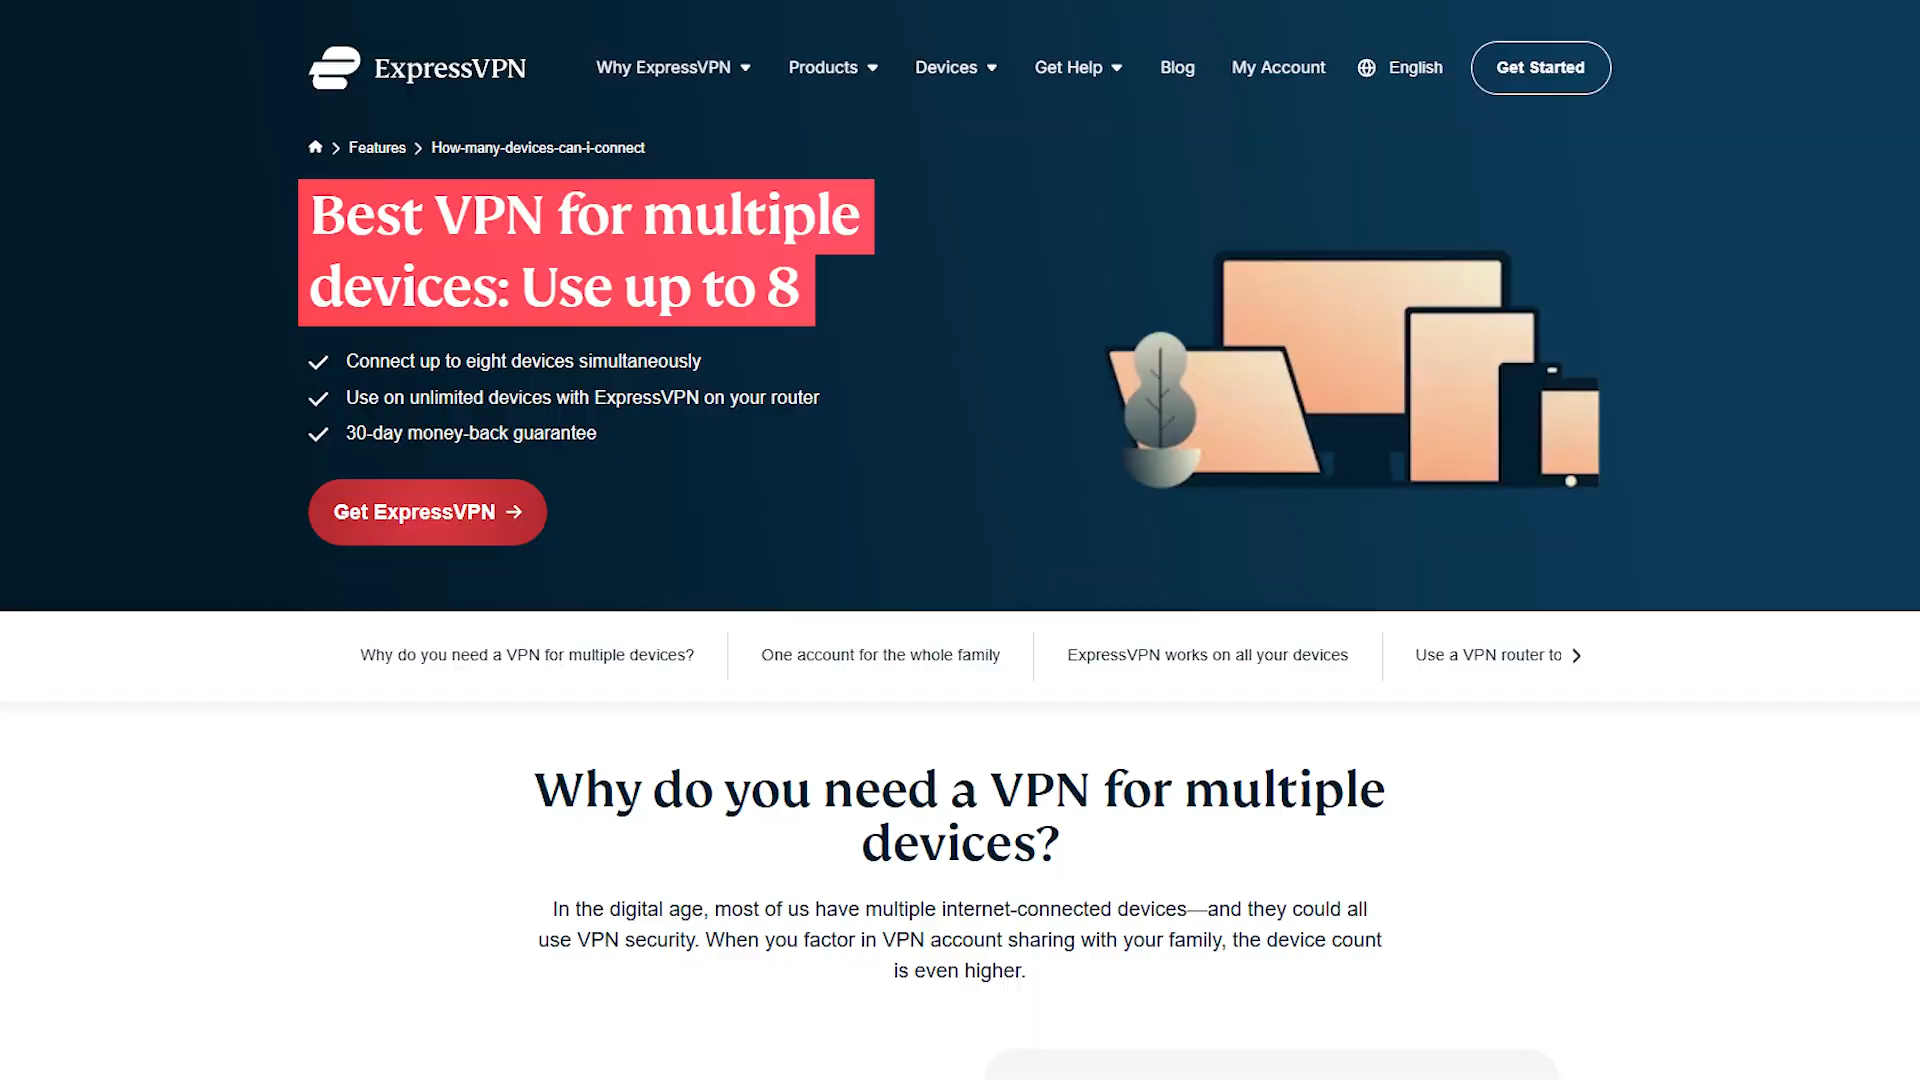 ExpressVPN
Why ExpressVPN
Products
Devices
Get Help
Blog
My Account
English
Get Started
Features
How-many-devices-can-i-connect
Best VPN for multiple
devices: Use up to 8
Connect up to eight devices simultaneously
Use on unlimited devices with ExpressVPN on your router
30-day money-back guarantee
Get ExpressVPN
Why do you need a VPN for multiple devices?
One account for the whole family
ExpressVPN works on all your devices
Use a VPN router to
Why do you need a VPN for multiple
devices?
In the digital age, most of us have multiple internet-connected devices—and they could all
use VPN security. When you factor in VPN account sharing with your family, the device count
is even higher.